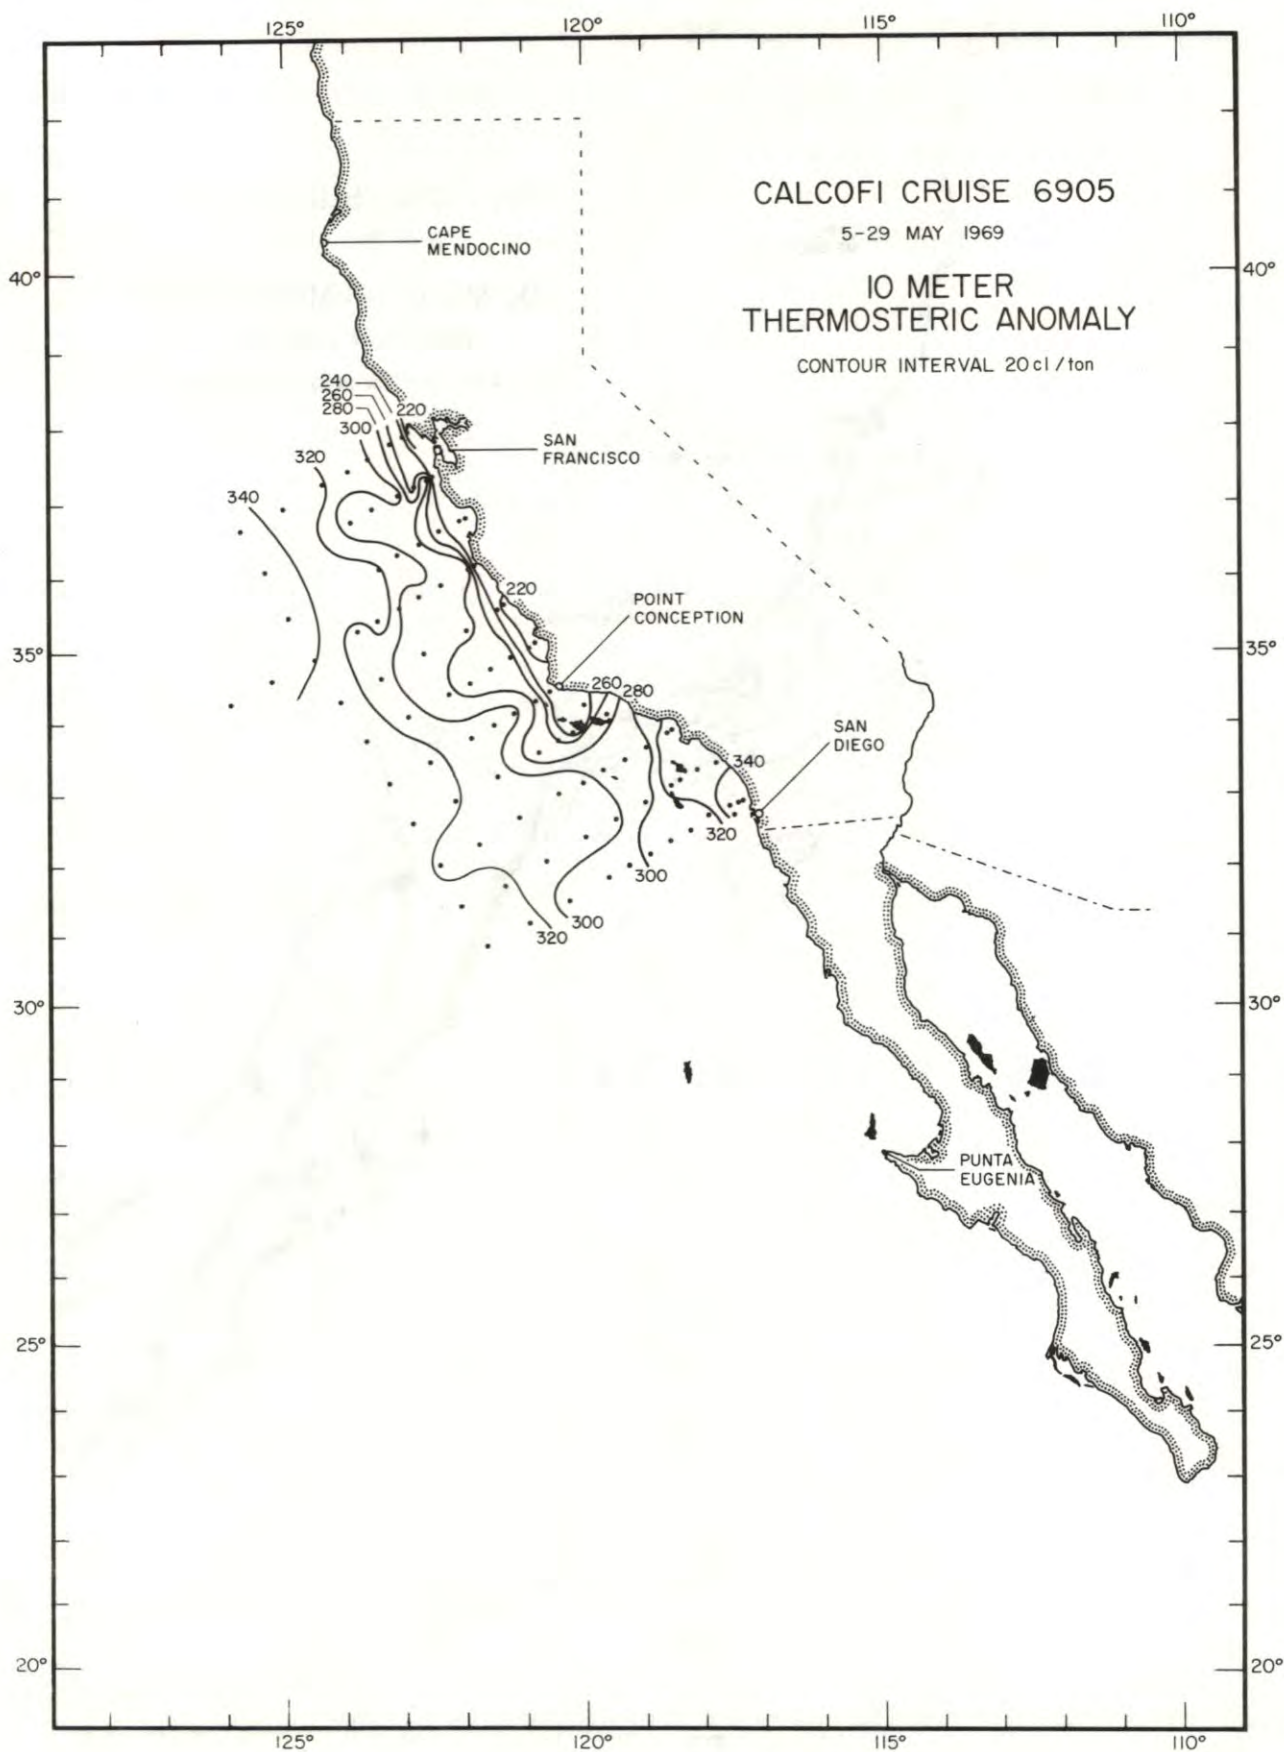 125°
120°
115°
110°
CALCOFI CRUISE 6905
5-29 MAY 1969
10 METER
THERMOSTERIC ANOMALY
CONTOUR INTERVAL 20 cl/ton
CAPE
MENDOCINO
40°
40°
240
260
280
220
300
320
340
SAN
FRANCISCO
220
POINT
CONCEPTION
35°
35°
260
280
SAN
DIEGO
340
320
300
300
320
30°
30°
PUNTA
EUGENIA
25°
25°
20°
20°
125°
120°
115°
110°